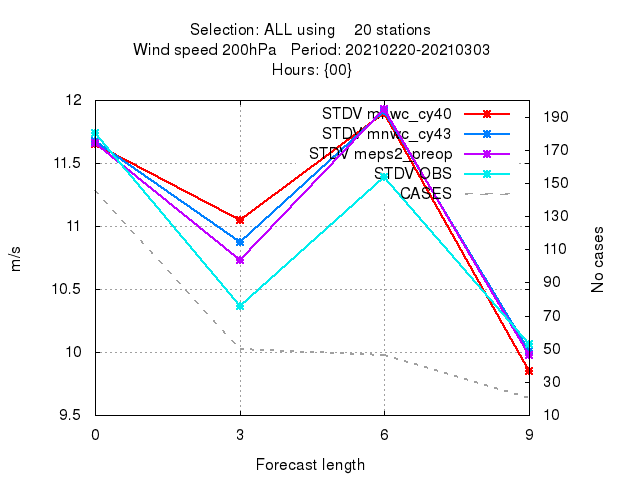 Selection: ALL using 20 stations
Wind speed 200hPa Period: 20210220-20210303
Hours: {00}
12
11.5
11
10.5
10
9.5
190
170
150
130
110
90
70
50
30
10
0 3 6 9
m/s
No cases
Forecast length
STDV mnwc_cy40
STDV mnwc_cy43
STDV meps2_preop
STDV OBS
CASES